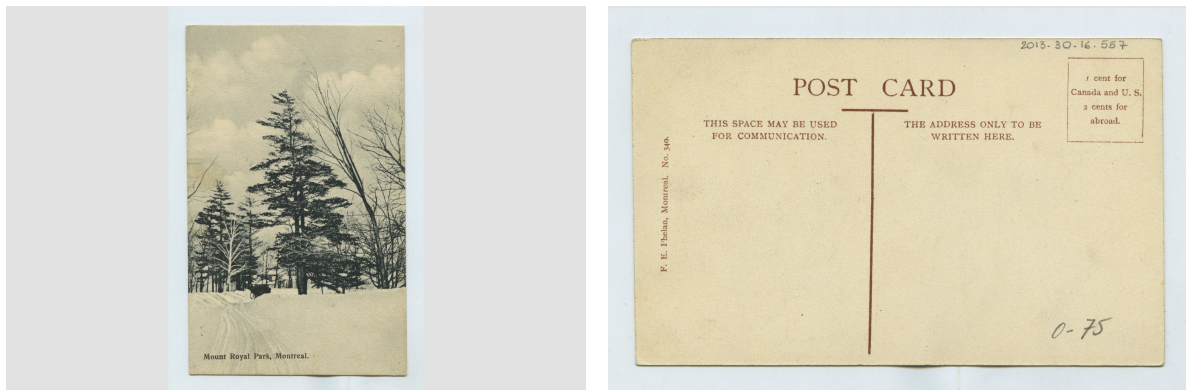 Mount Royal Park, Montreal.
2013-30-16.557
POST CARD
1 cent for
Canada and U. S.
2 cents for
abroad.
THIS SPACE MAY BE USED
FOR COMMUNICATION.
THE ADDRESS ONLY TO BE
WRITTEN HERE.
F. E. Phelan, Montreal. No. 340.
0-75